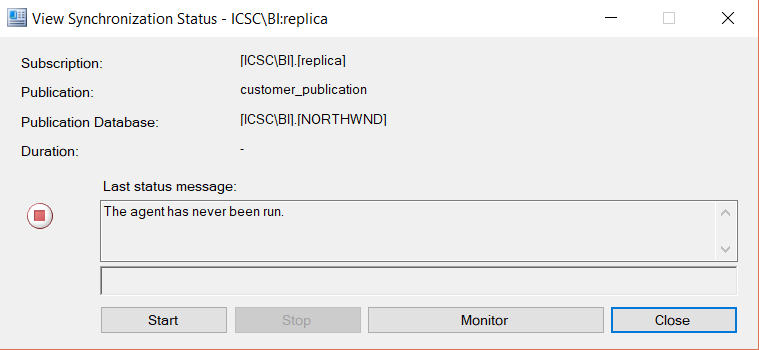 View Synchronization Status - ICSC\BI:replica
Subscription: [ICSC\BI].[replica]
Publication: customer_publication
Publication Database: [ICSC\BI].[NORTHWND]
Duration: -
Last status message:
The agent has never been run.
Start Stop Monitor Close